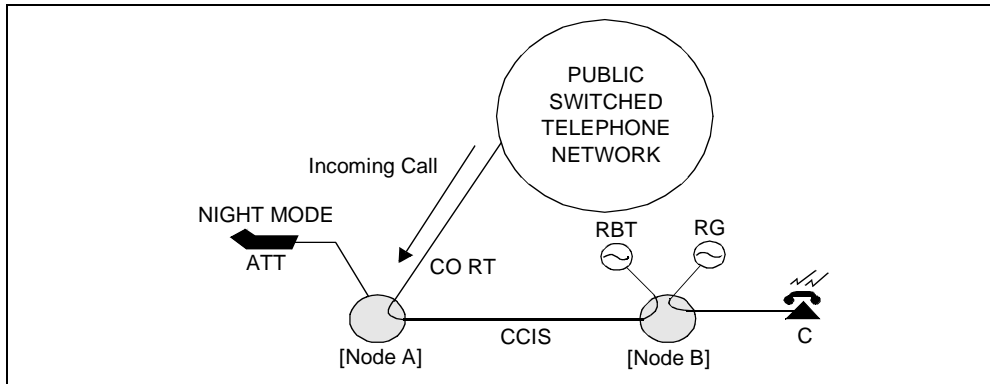 PUBLIC
SWITCHED
TELEPHONE
NETWORK
Incoming Call
NIGHT MODE
ATT
CO RT
RBT
RG
CCIS
C
[Node A]
[Node B]